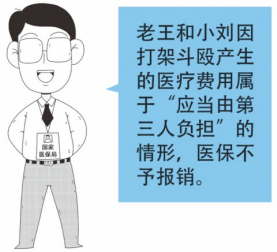 老王和小刘因
打架斗殴产生
的医疗费用属
于“应当由第
三人负担”的
情形，医保不
予报销。
国家
医保局